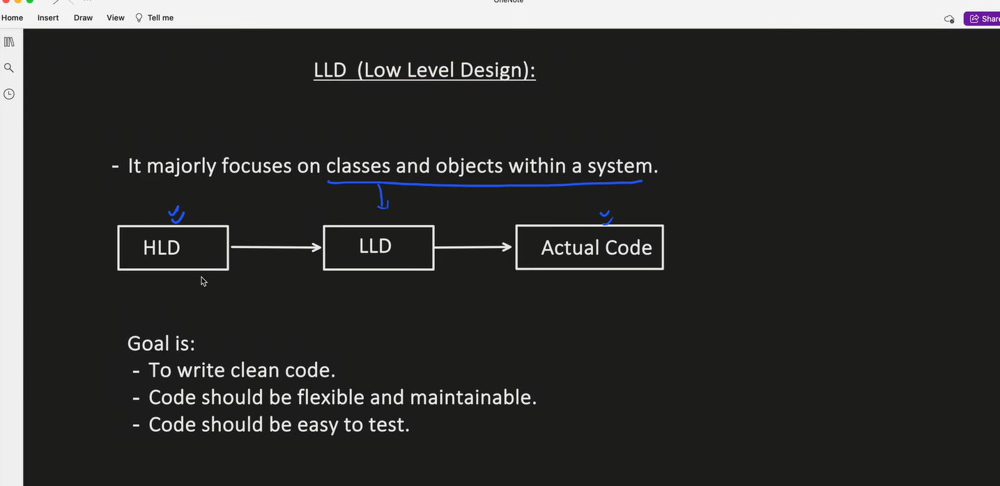 OneNote
Home Insert Draw View Tell me
Share
LLD (Low Level Design):
- It majorly focuses on classes and objects within a system.
HLD LLD Actual Code
Goal is:
- To write clean code.
- Code should be flexible and maintainable.
- Code should be easy to test.